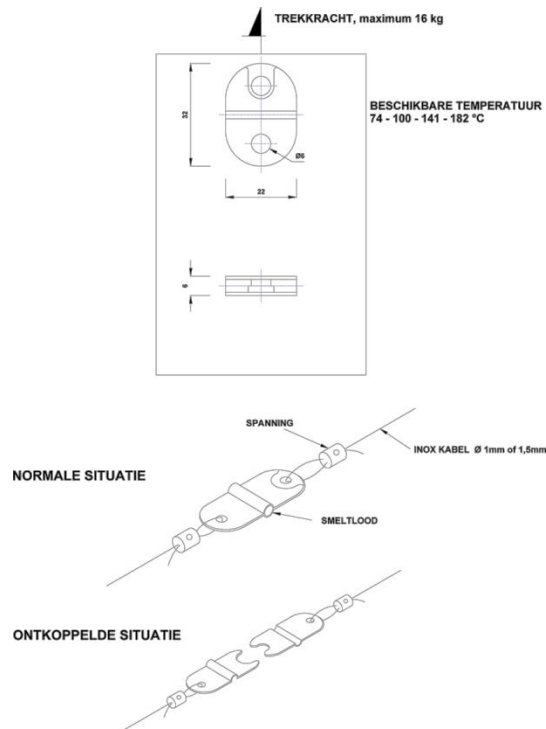 TREKKRACHT, maximum 16 kg
BESCHIKBARE TEMPERATUUR
74 - 100 - 141 - 182 °C
32
Ø6
22
6
SPANNING
INOX KABEL Ø 1mm of 1,5mm
NORMALE SITUATIE
SMELTLOOD
ONTKOPPELDE SITUATIE